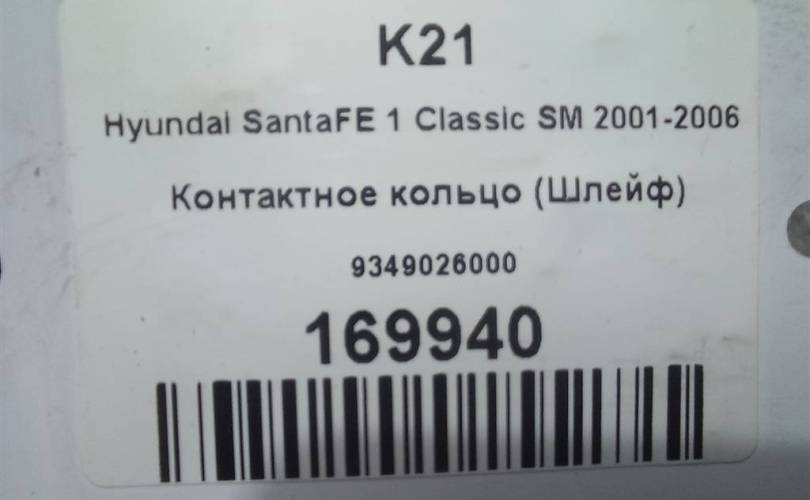 K21
Hyundai SantaFE 1 Classic SM 2001-2006
Контактное кольцо (Шлейф)
9349026000
169940